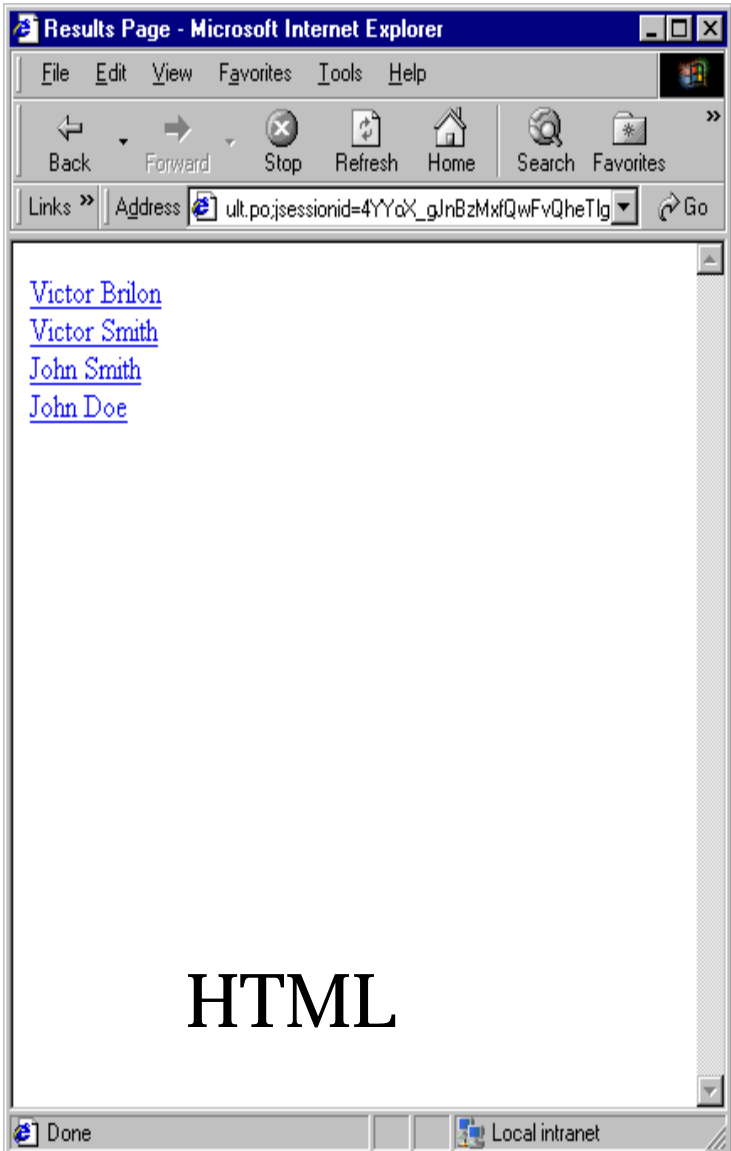 Results Page - Microsoft Internet Explorer
File Edit View Favorites Tools Help
Back Forward Stop Refresh Home Search Favorites »
Links » Address ult.po;jsessionid=4YYoX_gJnBzMxfQwFvQheTIg Go
Victor Brilon
Victor Smith
John Smith
John Doe
HTML
Done Local intranet